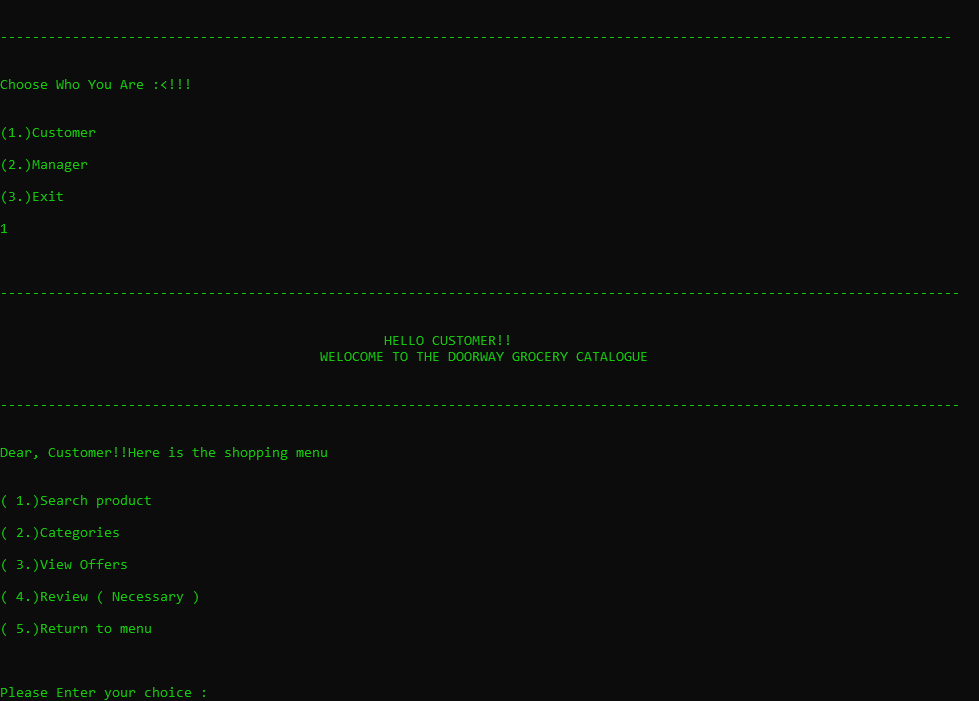 ------------------------------------------------------------------------------------------------------------------------
Choose Who You Are :<!!!
(1.)Customer
(2.)Manager
(3.)Exit
1
------------------------------------------------------------------------------------------------------------------------
HELLO CUSTOMER!!
WELOCOME TO THE DOORWAY GROCERY CATALOGUE
------------------------------------------------------------------------------------------------------------------------
Dear, Customer!!Here is the shopping menu
( 1.)Search product
( 2.)Categories
( 3.)View Offers
( 4.)Review ( Necessary )
( 5.)Return to menu
Please Enter your choice :